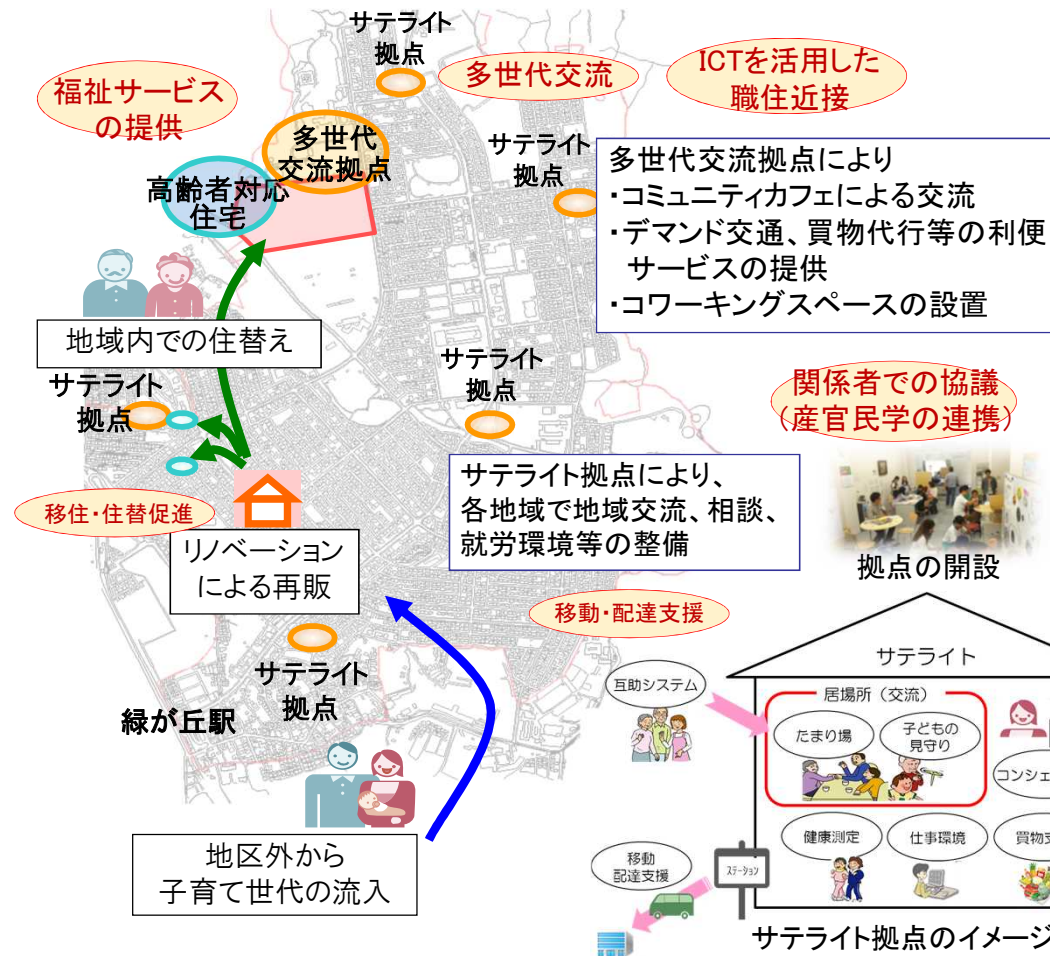 サテライト
拠点
福祉サービス
の提供
多世代交流
ICTを活用した
職住近接
多世代
交流拠点
高齢者対応
住宅
サテライト
拠点
多世代交流拠点により
・コミュニティカフェによる交流
・デマンド交通、買物代行等の利便
サービスの提供
・コワーキングスペースの設置
地域内での住替え
サテライト
拠点
サテライト
拠点
関係者での協議
(産官民学の連携)
移住・住替促進
サテライト拠点により、
各地域で地域交流、相談、
就労環境等の整備
リノベーション
による再販
拠点の開設
移動・配達支援
サテライト
拠点
緑が丘駅
地区外から
子育て世代の流入
サテライト
互助システム
居場所（交流）
たまり場
子どもの
見守り
コンシェ
健康測定
仕事環境
買物支
移動
配達支援
ステーション
サテライト拠点のイメージ